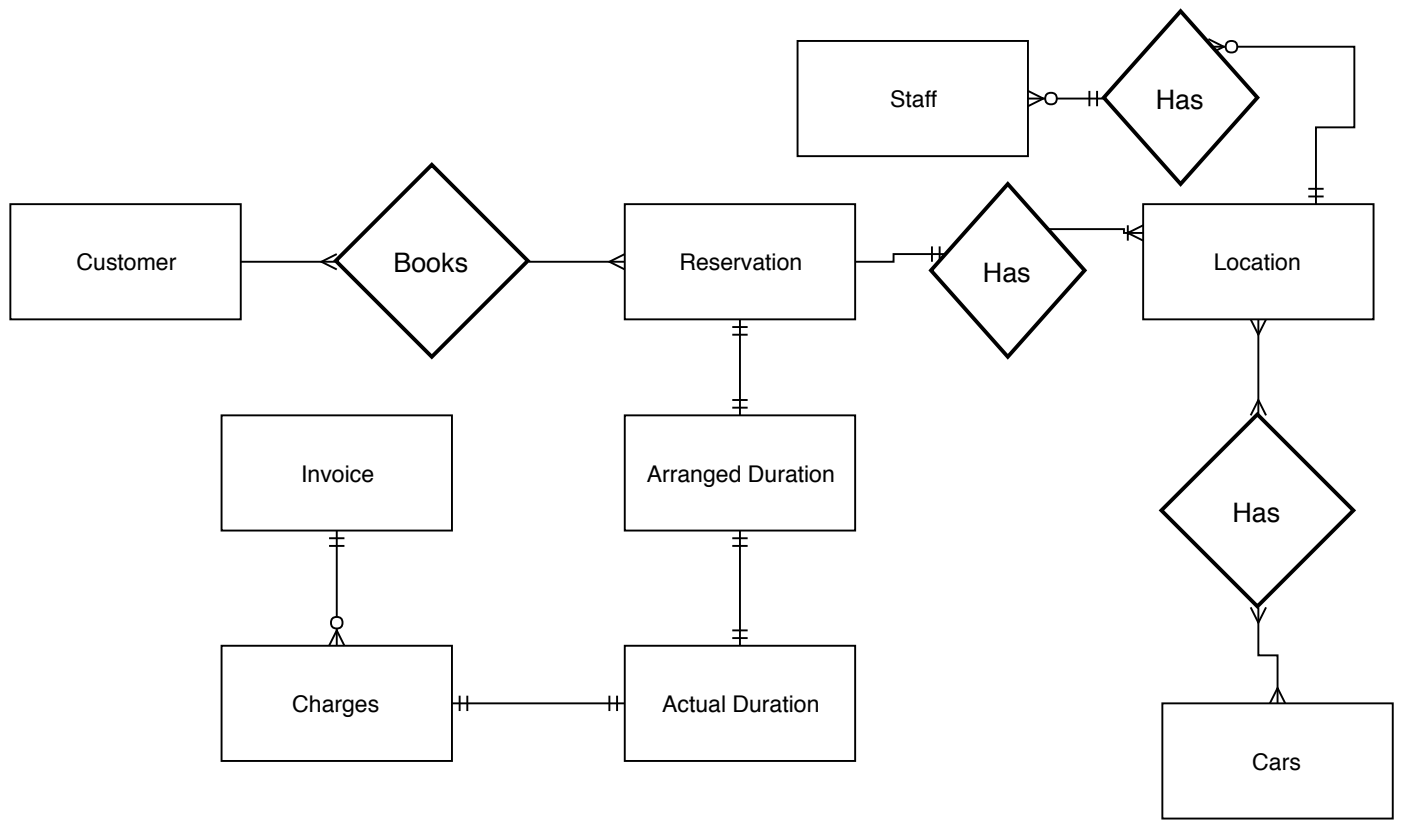 Staff
Has
Customer
Books
Reservation
Has
Location
Invoice
Arranged Duration
Has
Charges
Actual Duration
Cars